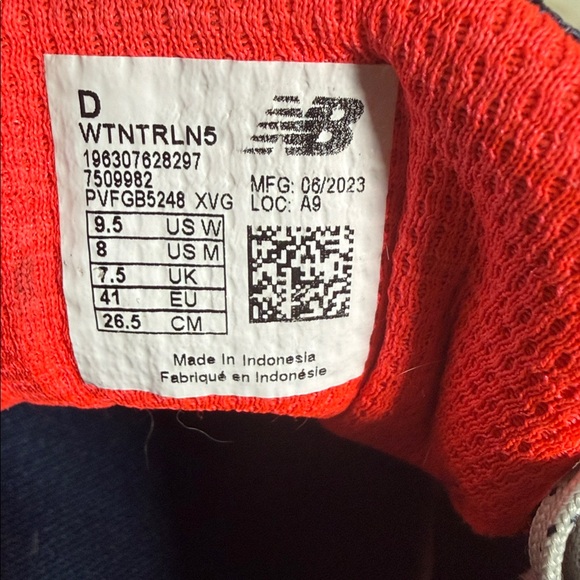 D
WTNTRLN5
196307628297
7509982
PVFGB5248 XVG
NB
MFG: 06/2023
LOC: A9
9.5 US W
8 US M
7.5 UK
41 EU
26.5 CM
Made In Indonesia
Fabriqué en Indonésie